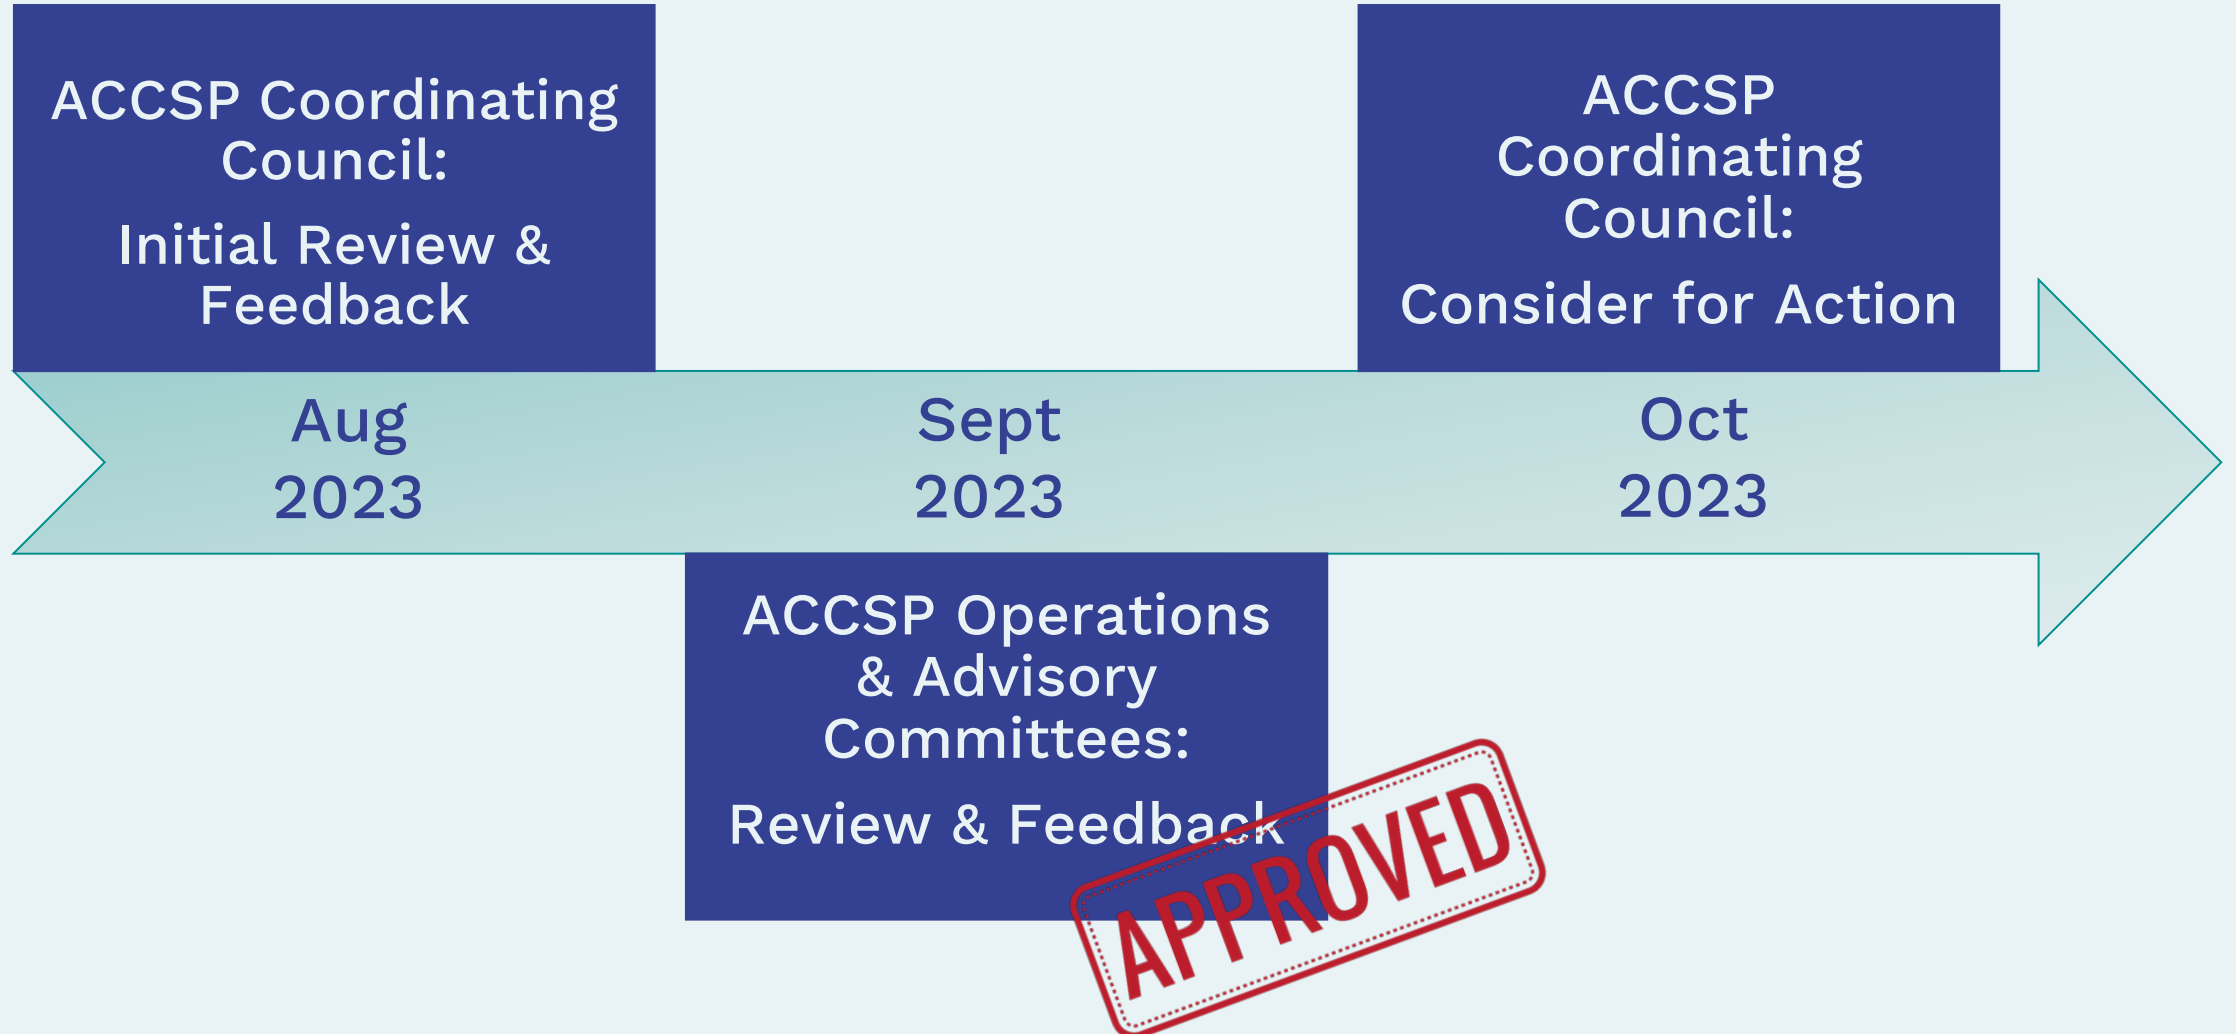 ACCSP Coordinating
Council:
Initial Review &
Feedback
ACCSP
Coordinating
Council:
Consider for Action
Aug
2023
Sept
2023
Oct
2023
ACCSP Operations
& Advisory
Committees:
Review & Feedback
APPROVED